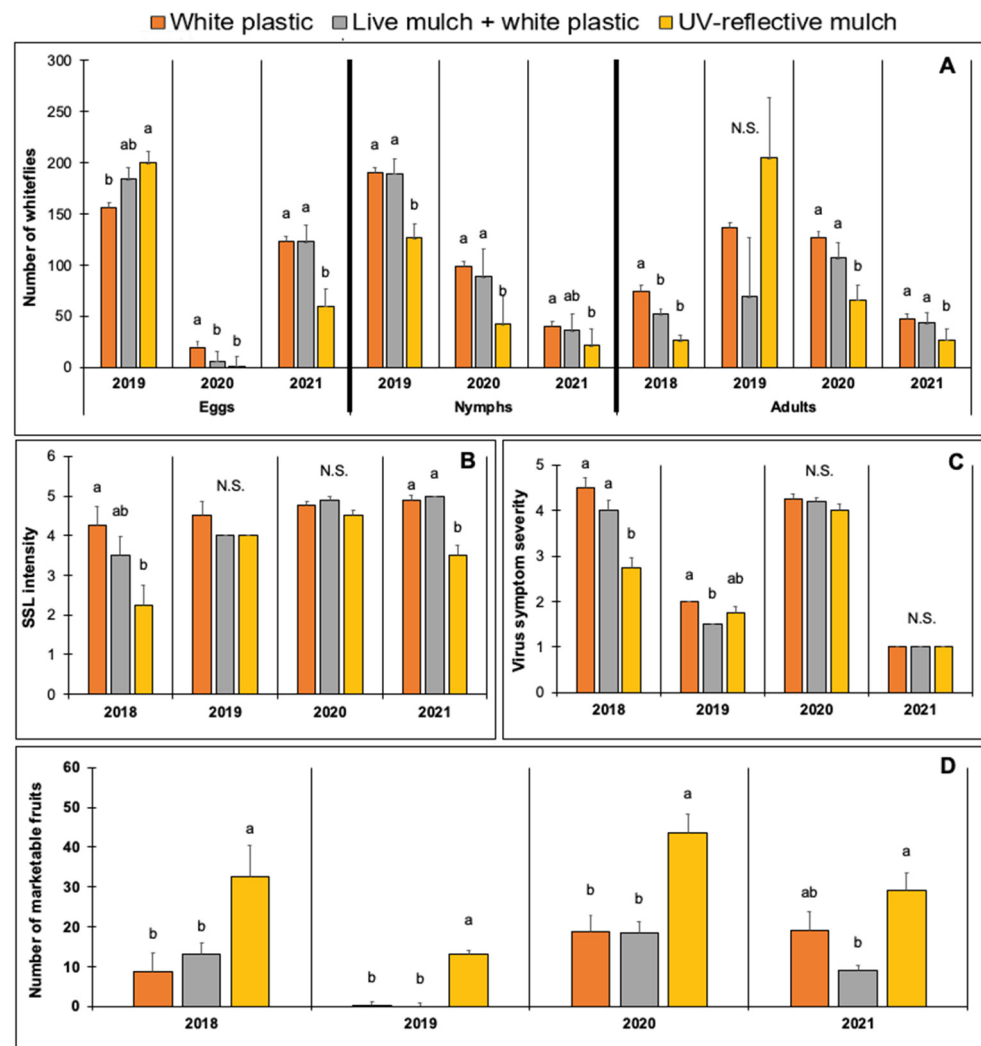 White plastic Live mulch + white plastic UV-reflective mulch
A
Number of whiteflies
300
250
200
150
100
50
0
b ab a
a b b
a a b
a a b
a a b
a ab b
a b b
N.S.
a a b
a a b
2019 2020 2021 2019 2020 2021 2018 2019 2020 2021
Eggs Nymphs Adults
B
SSL intensity
6
5
4
3
2
1
0
a ab b
N.S.
N.S.
a a b
2018 2019 2020 2021
C
Virus symptom severity
5
4
3
2
1
0
a a b
a b ab
N.S.
N.S.
2018 2019 2020 2021
D
Number of marketable fruits
60
50
40
30
20
10
0
b b a
b b a
b b a
ab b a
2018 2019 2020 2021